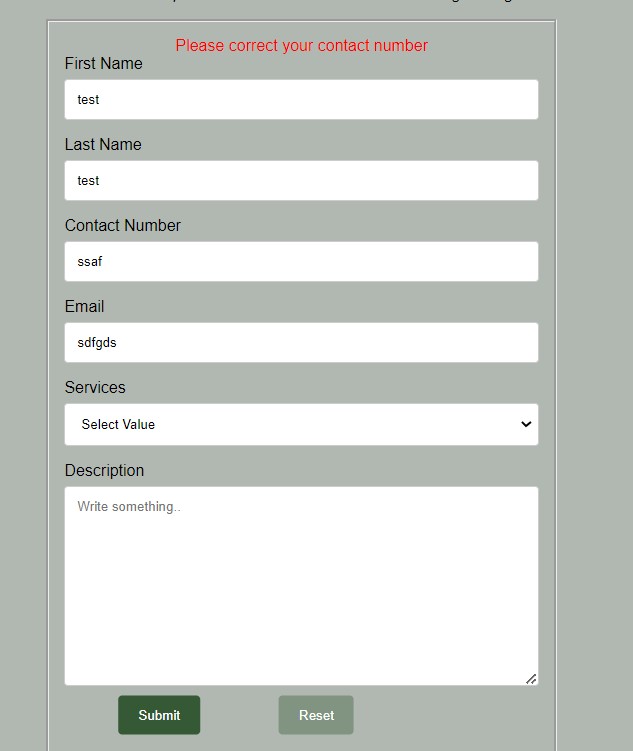 Please correct your contact number
First Name
test
Last Name
test
Contact Number
ssaf
Email
sdfgds
Services
Select Value
Description
Write something..
Submit
Reset